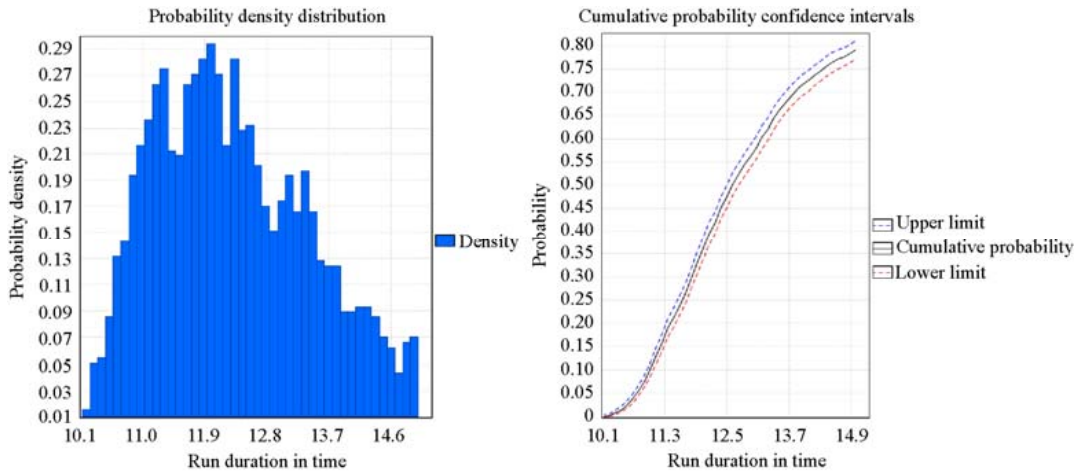 Probability density distribution
0.29
0.27
0.25
0.23
0.21
0.19
0.17
0.15
0.13
0.11
0.09
0.07
0.05
0.03
0.01
Probability density
10.1 11.0 11.9 12.8 13.7 14.6
Run duration in time
Density
Cumulative probability confidence intervals
0.80
0.75
0.70
0.65
0.60
0.55
0.50
0.45
0.40
0.35
0.30
0.25
0.20
0.15
0.10
0.05
0
Probability
10.1 11.3 12.5 13.7 14.9
Run duration in time
Upper limit
Cumulative probability
Lower limit